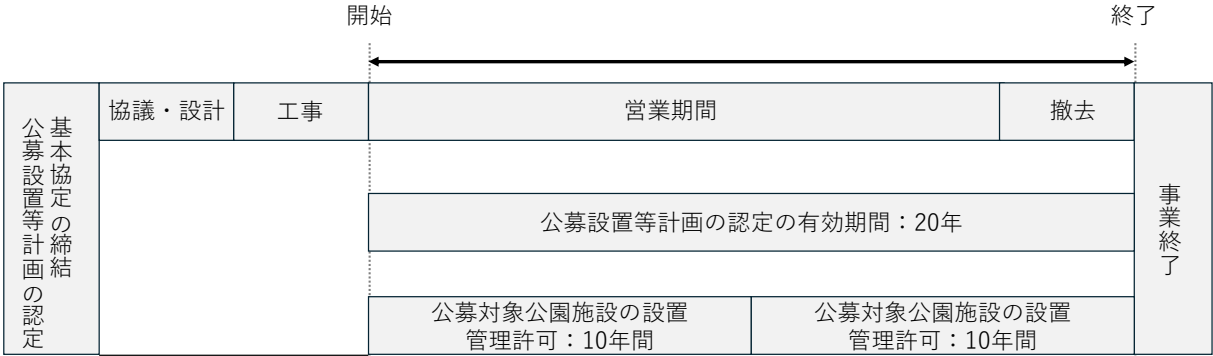 開始
終了
基本協定の締結
公募設置等計画の認定
協議・設計
工事
営業期間
撤去
公募設置等計画の認定の有効期間：20年
公募対象公園施設の設置
管理許可：10年間
公募対象公園施設の設置
管理許可：10年間
事業終了